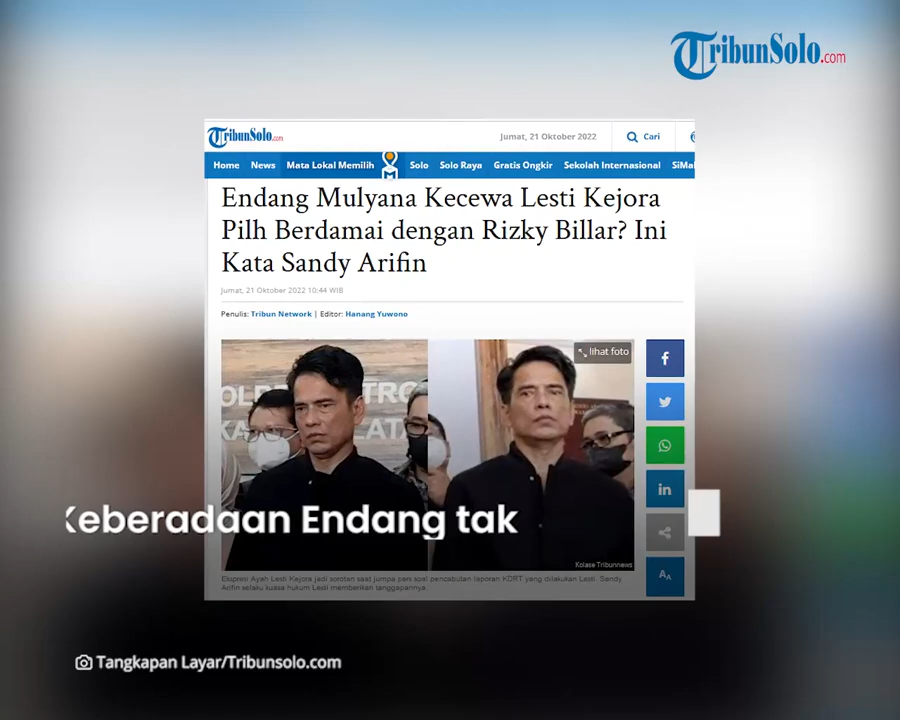 TribunSolo.com
TribunSolo.com
Jumat, 21 Oktober 2022
Cari
Home News Mata Lokal Memilih Solo Solo Raya Gratis Ongkir Sekolah Internasional SiMa
Endang Mulyana Kecewa Lesti Kejora
Pilh Berdamai dengan Rizky Billar? Ini
Kata Sandy Arifin
Jumat, 21 Oktober 2022 10:44 WIB
Penulis: Tribun Network | Editor: Hanang Yuwono
lihat foto
Keberadaan Endang tak
Kolase Tribunnews
AA
Ekspresi Ayah Lesti Kejora jadi sorotan saat jumpa pers soal pencabutan laporan KDRT yang dilakukan Lesti. Sandy
Arifin selaku kuasa hukum Lesti memberikan tanggapannya.
Tangkapan Layar/Tribunsolo.com